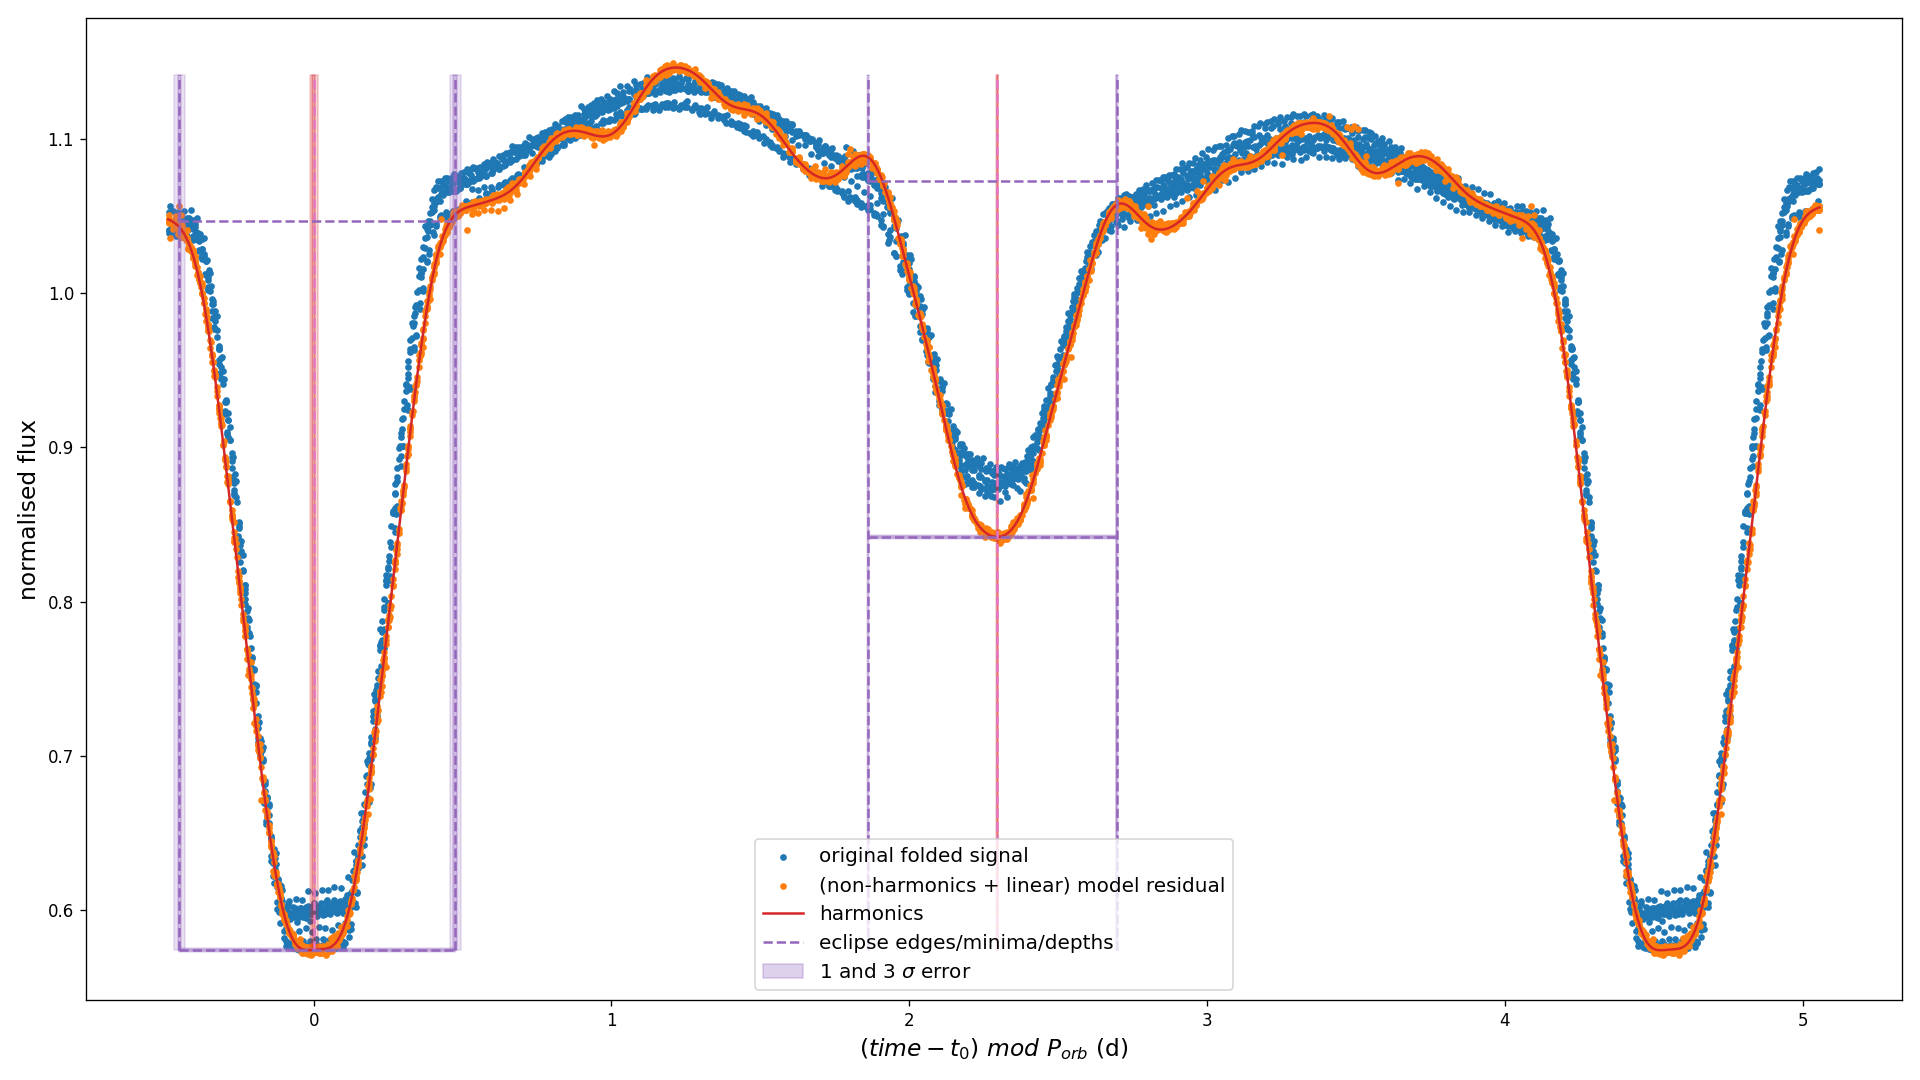 normalised flux
1.1
1.0
0.9
0.8
0.7
0.6
original folded signal
(non-harmonics + linear) model residual
harmonics
eclipse edges/minima/depths
1 and 3 σ error
0 1 2 3 4 5
(time − t₀) mod Pₒᵣb (d)